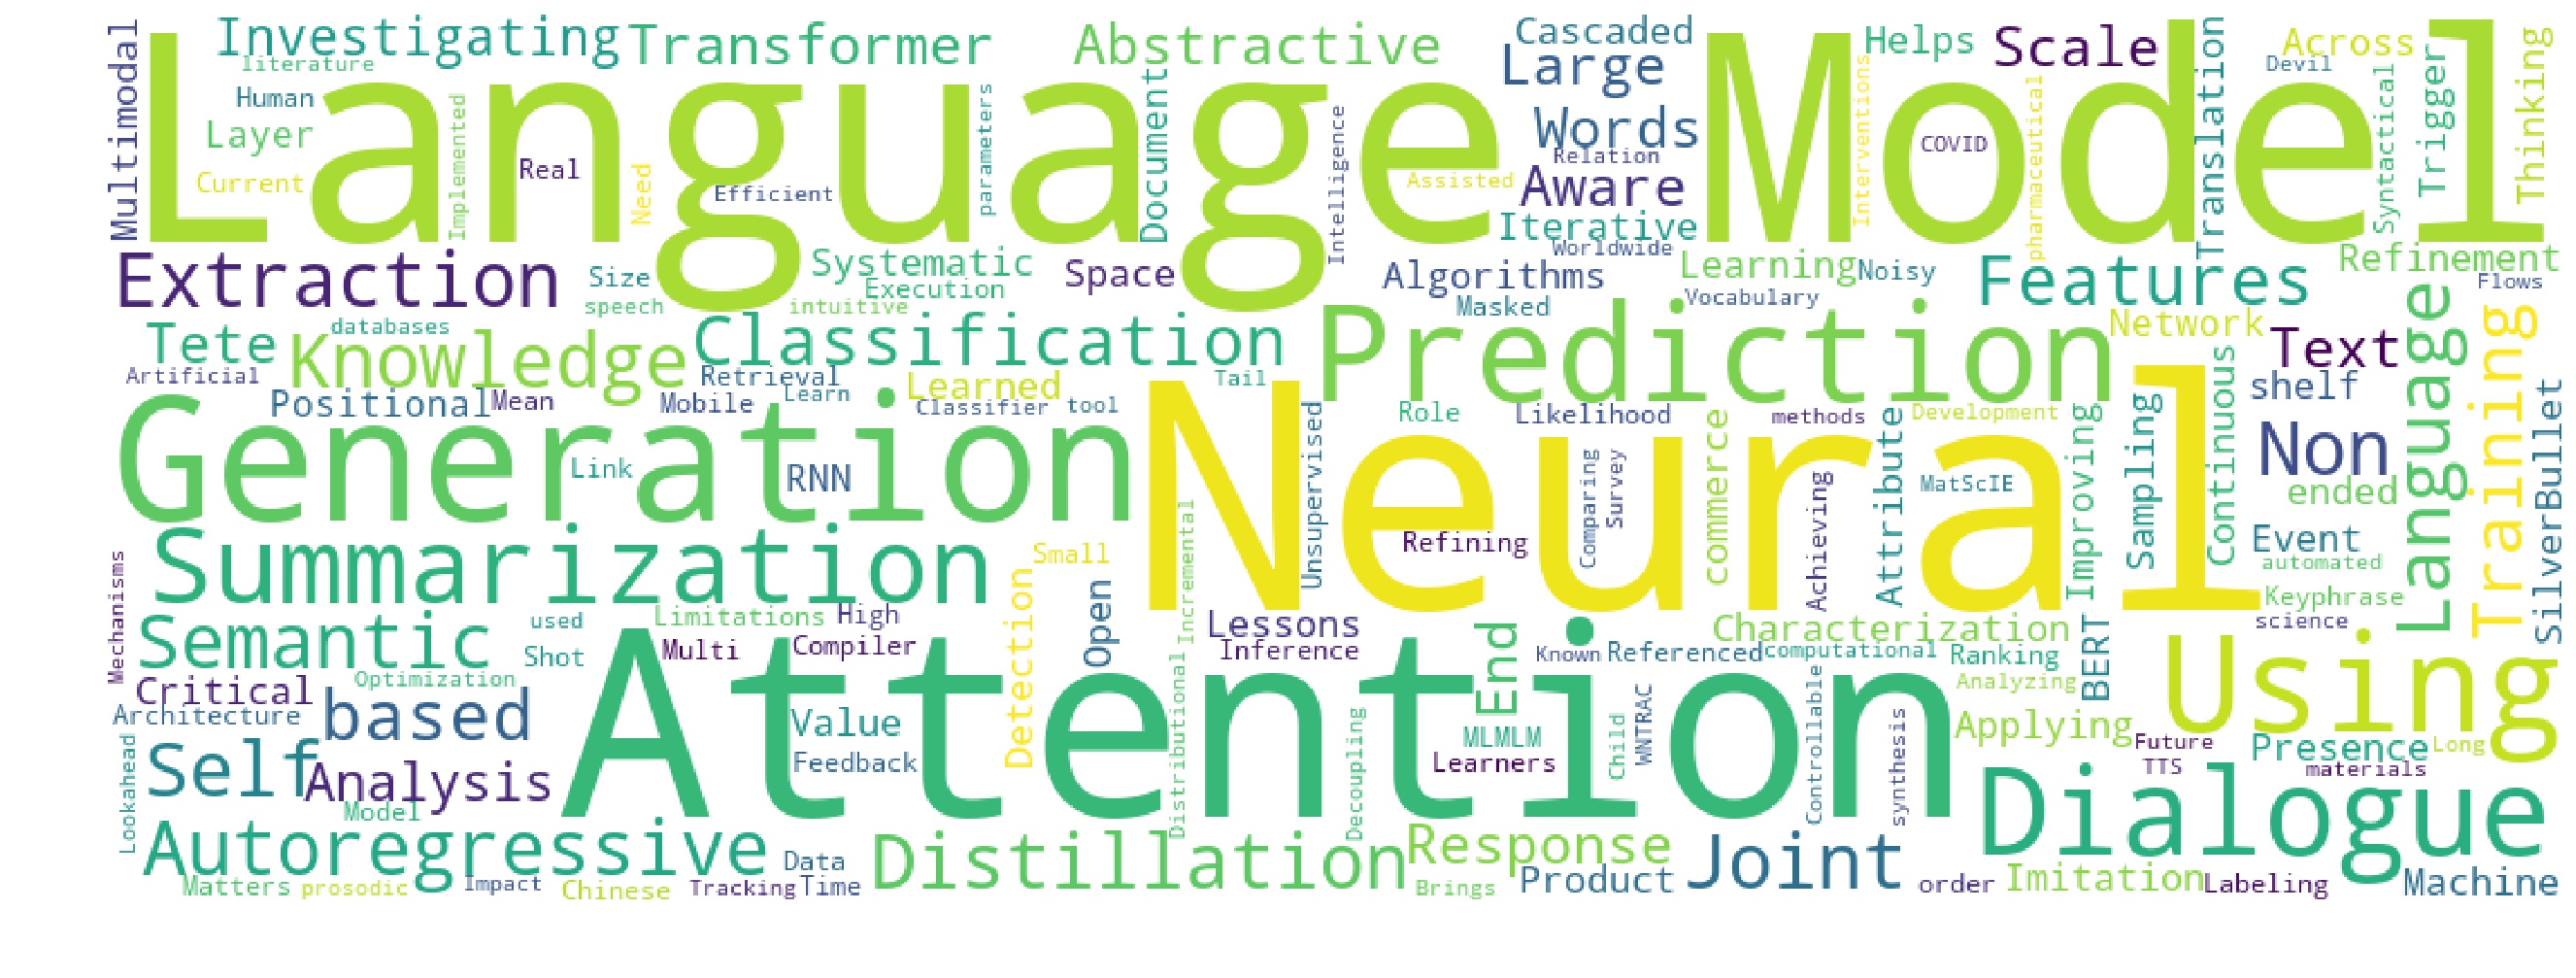 Multimodal
Investigating
Transformer
Abstractive
Cascaded
Helps
Scale
Translation
Across
Thinking
literature
Large
Devil
Language Model
Human
Document
Words
Interventions
pharmaceutical
Syntactical
Trigger
Layer
Implemented
parameters
Intelligence
COVID
Current
Real
Need
Efficient
Relation
Assisted
Aware
Iterative
Extraction
Size
Systematic
Space
Worldwide
Algorithms
Learning
Noisy
Features
Refinement
speech
Execution
intuitive
Masked
Vocabulary
Flows
Tete
databases
Knowledge
Classification
Prediction
Network
Text
Language
Training
Artificial
Retrieval
Learned
Tail
Positional
Mean
Mobile
Learn
Classifier
tool
Role
Likelihood
methods
Development
Continuous
shelf
SilverBullet
Generation
Neural
Unsupervised
commerce
Attribute
Improving
Sampling
Non
Link
RNN
Comparing
Survey
Achieving
MatScIE
ended
Summarization
Small
Incremental
Refining
Event
automated
Mechanisms
Semantic
used
Limitations
High
Detection
Open
Lessons
End
Characterization
Keyphrase
science
Shot
Multi
Compiler
Inference
Known
Referenced
computational
Ranking
BERT
Using
Critical
Optimization
Attention
Distributional
Analyzing
Architecture
based
Value
Decoupling
MLMLM
Child
WNTRAC
Controllable
synthesis
Applying
Future
Presence
Long
Lookahead
Self
Analysis
Feedback
Learners
TTS
materials
Model
Dialogue
Autoregressive
Data
Distillation
Response
Joint
Matters
prosodic
Impact
Chinese
Tracking
Time
Brings
Product
order
Imitation
Labeling
Machine